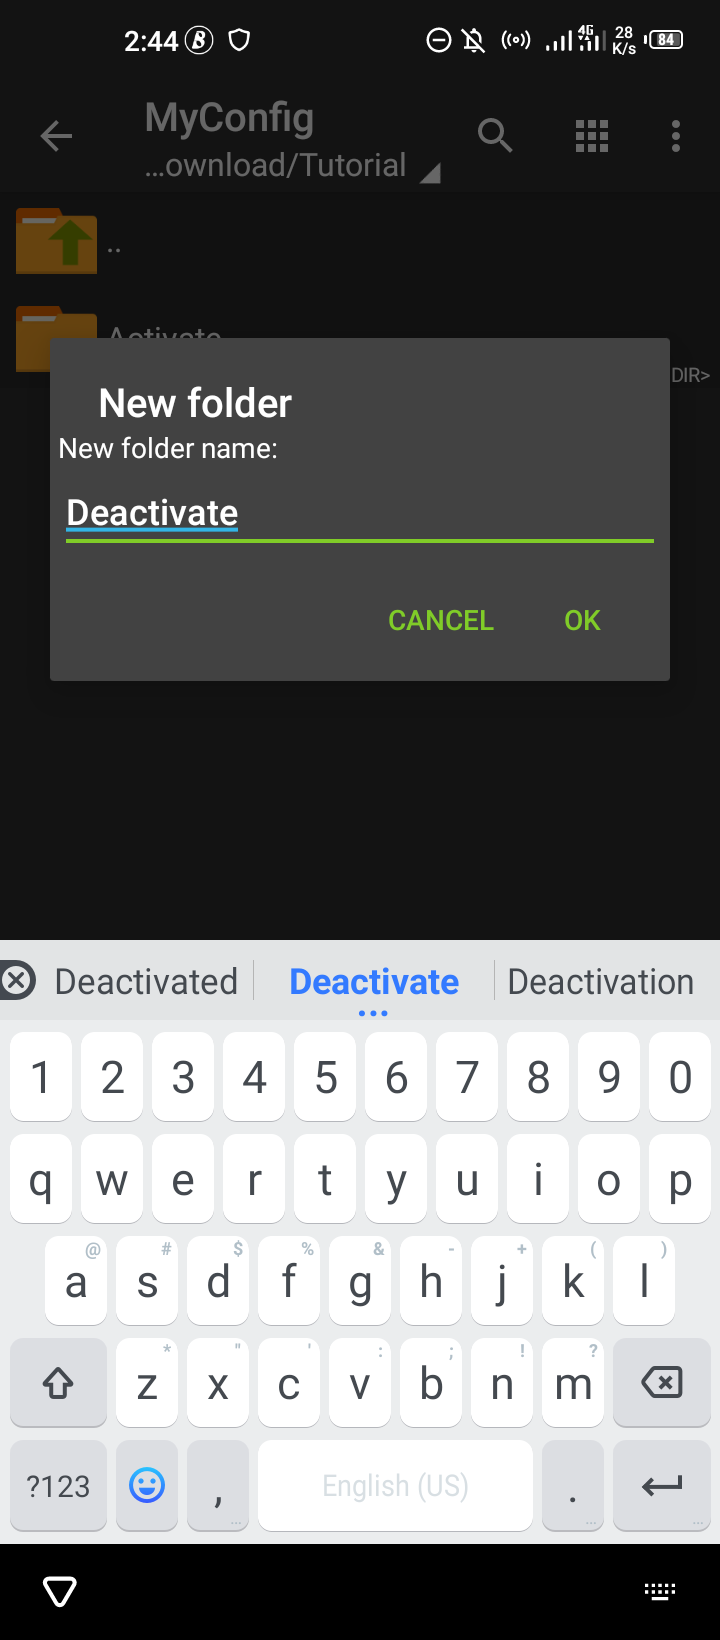 2:44 B 4G 28 K/s 84
MyConfig
...ownload/Tutorial
..
Activate
DIR>
New folder
New folder name:
Deactivate
CANCEL OK
Deactivated Deactivate Deactivation
1 2 3 4 5 6 7 8 9 0
q w e r t y u i o p
@ # $ % & - + ( )
a s d f g h j k l
* " ' : ; ! ?
z x c v b n m
?123 , English (US) .